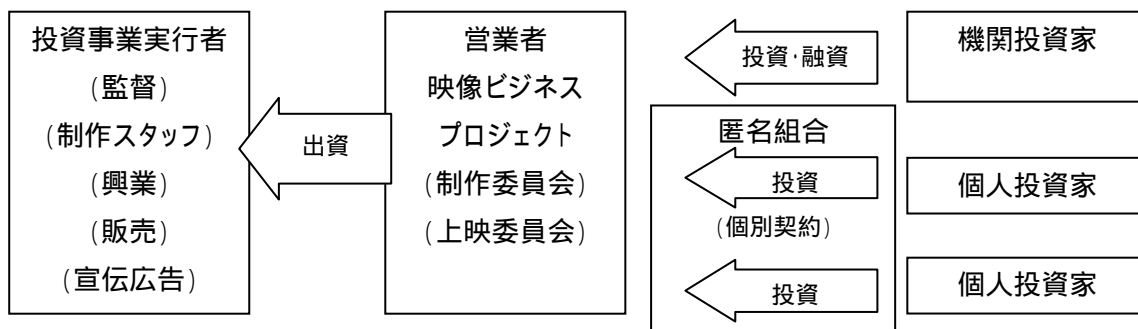 投資事業実行者
(監督)
(制作スタッフ)
(興業)
(販売)
(宣伝広告)
出資
営業者
映像ビジネス
プロジェクト
(制作委員会)
(上映委員会)
投資・融資
匿名組合
投資
(個別契約)
投資
機関投資家
個人投資家
個人投資家